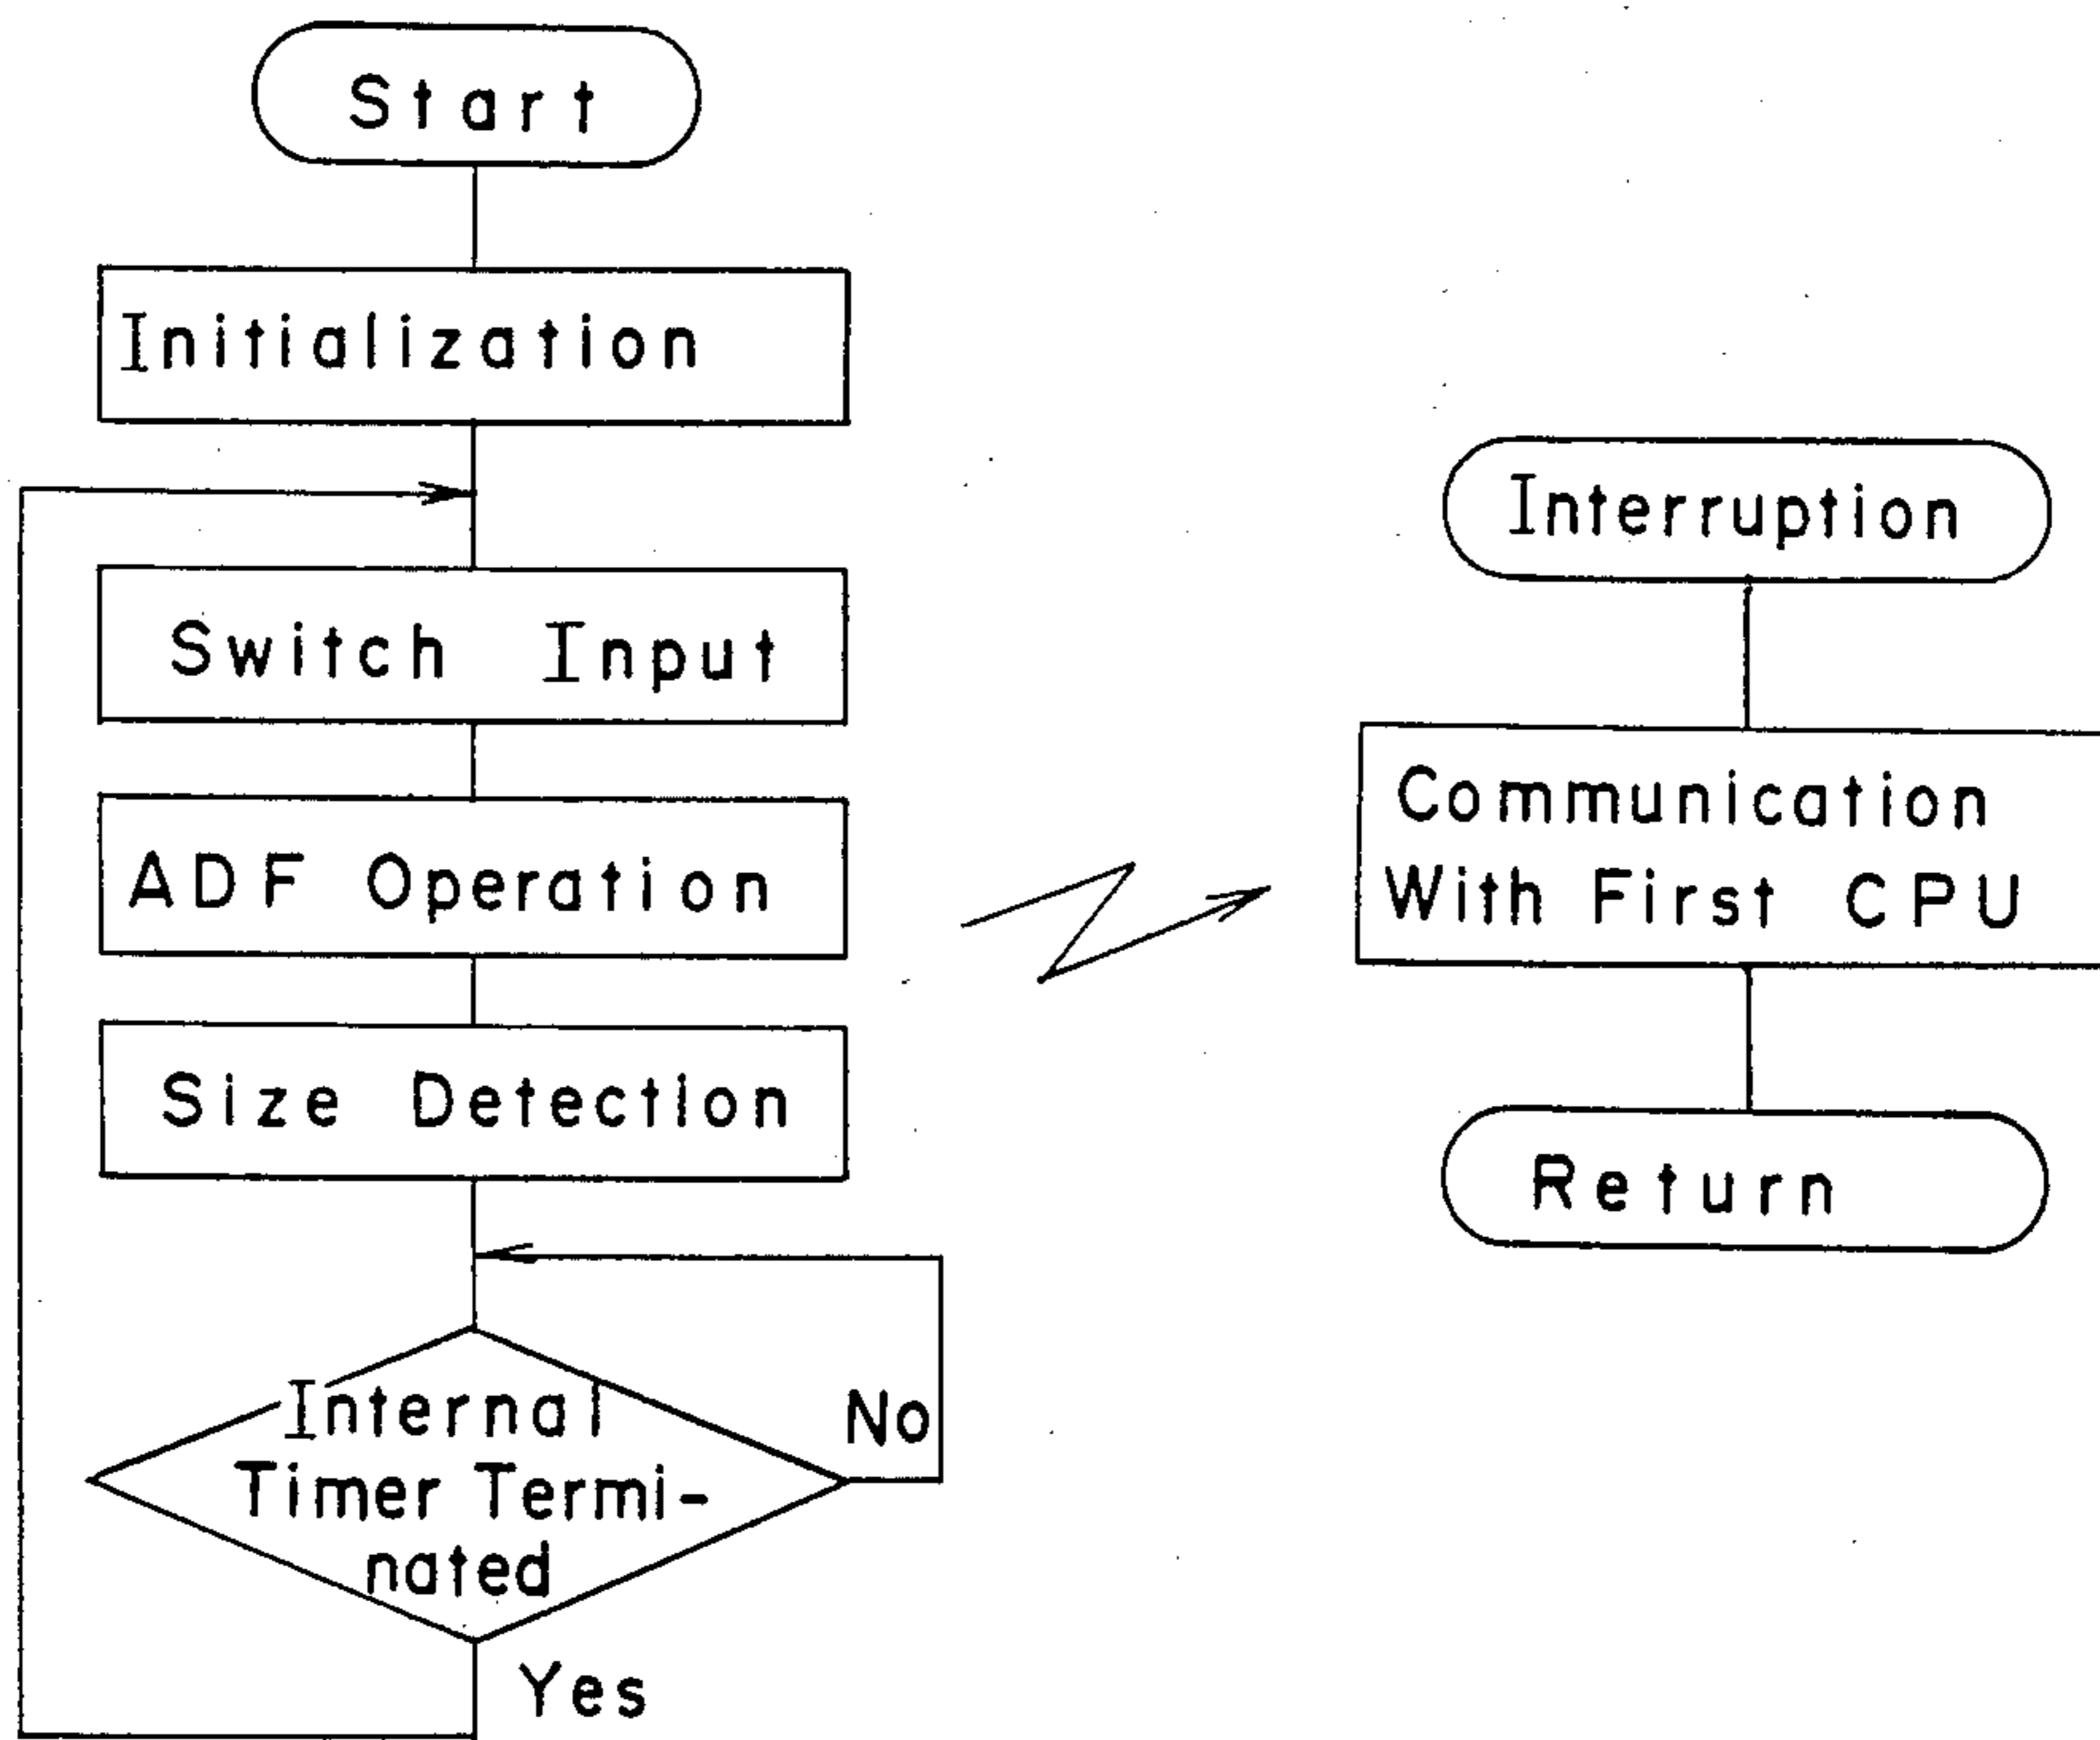 Start
Initialization
Switch Input
ADF Operation
Size Detection
Internal
Timer Termi-
nated
No
Yes
Interruption
Communication
With First CPU
Return